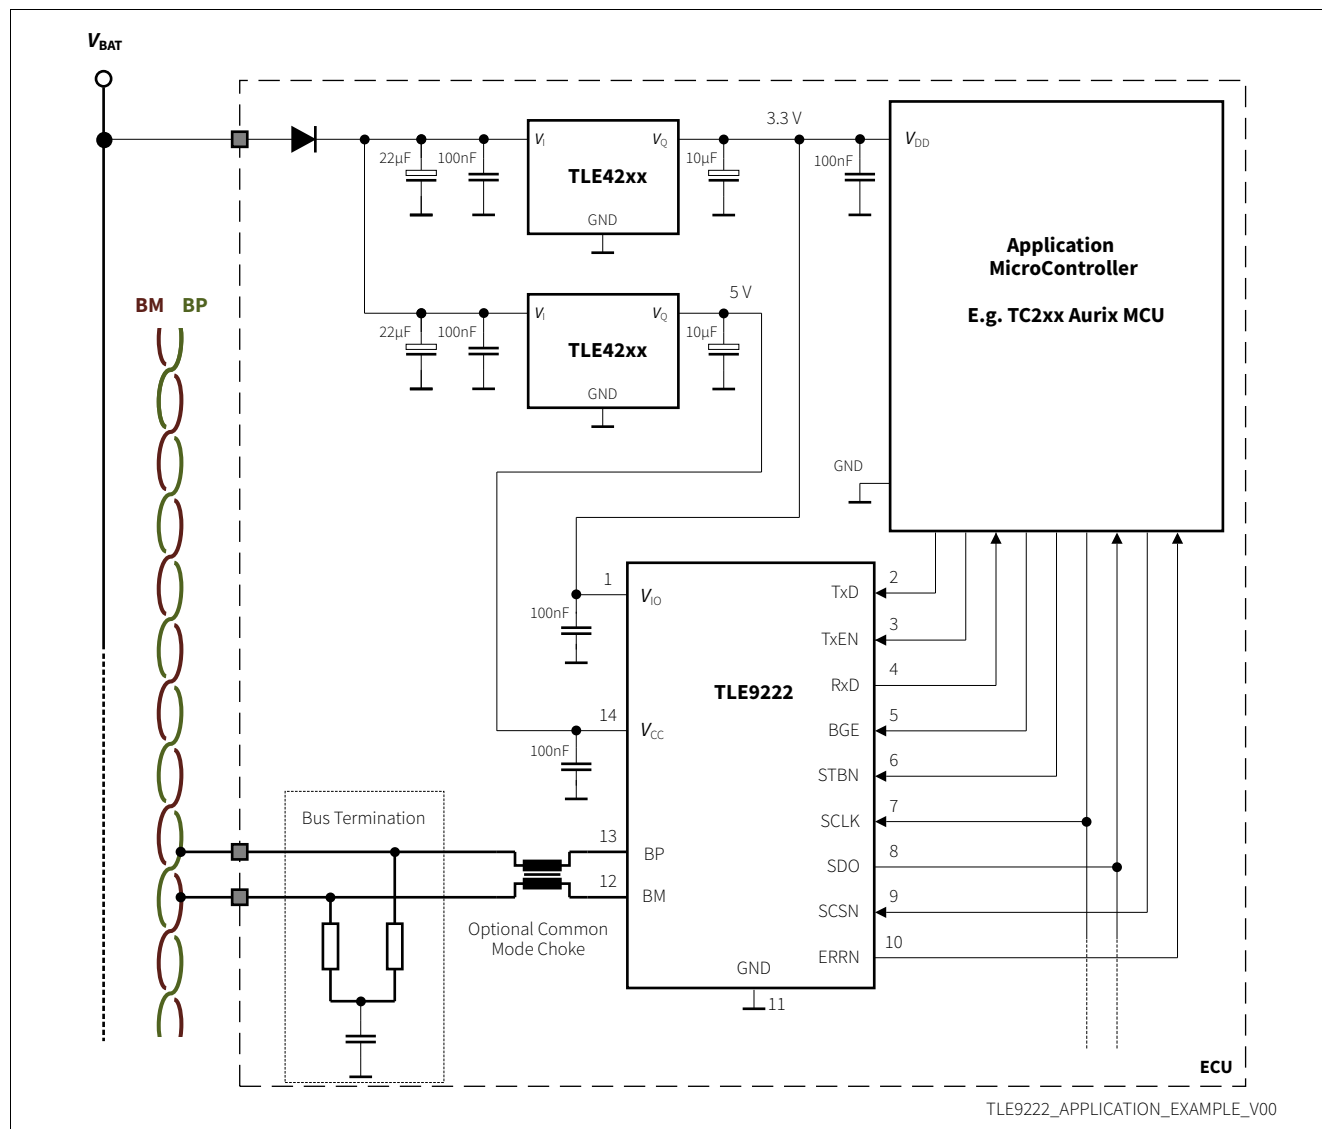 VBAT
3.3 V
VI
VQ
VDD
22µF
100nF
10µF
100nF
TLE42xx
GND
Application
MicroController
E.g. TC2xx Aurix MCU
BM
BP
5 V
VI
VQ
22µF
100nF
10µF
TLE42xx
GND
GND
1
VIO
100nF
TxD
2
TxEN
3
TLE9222
RxD
4
14
VCC
100nF
BGE
5
STBN
6
Bus Termination
SCLK
7
13
BP
SDO
8
12
BM
SCSN
9
Optional Common
Mode Choke
ERRN
10
GND
11
ECU
TLE9222_APPLICATION_EXAMPLE_V00